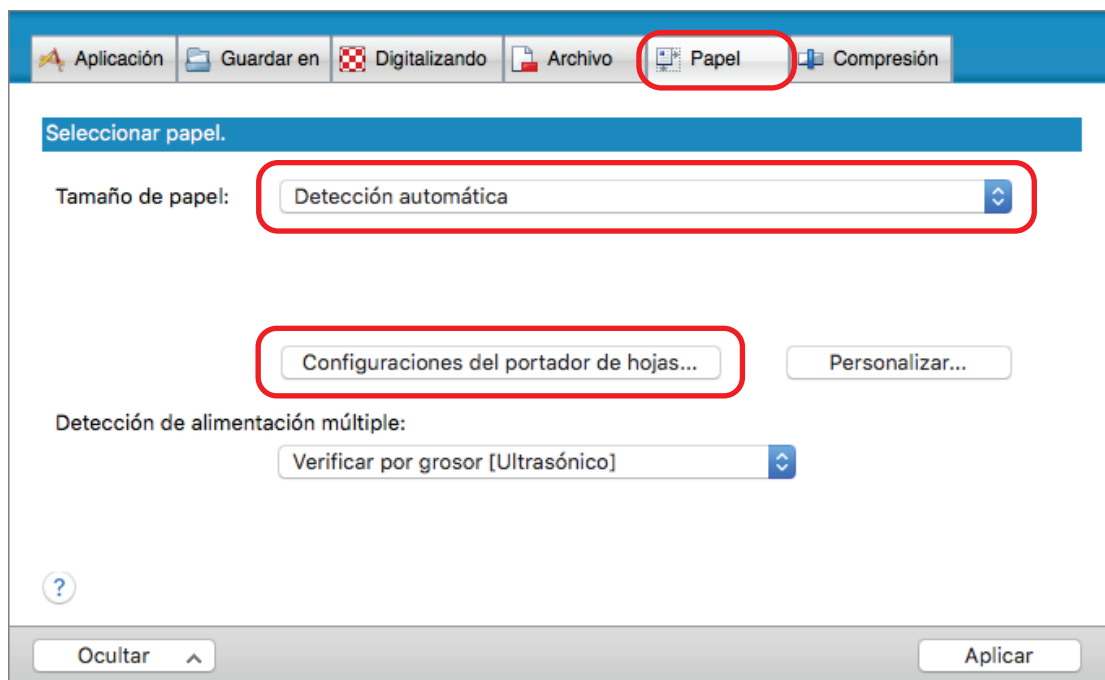 Aplicación Guardar en Digitalizando Archivo Papel Compresión
Seleccionar papel.
Tamaño de papel: Detección automática
Configuraciones del portador de hojas... Personalizar...
Detección de alimentación múltiple:
Verificar por grosor [Ultrasónico]
?
Ocultar Aplicar